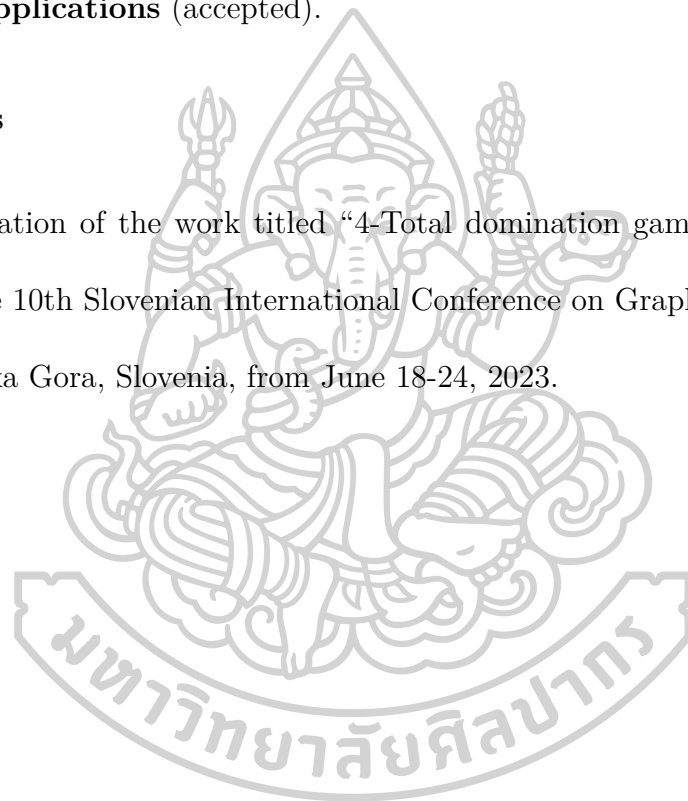 pplications (accepted).
s
ation of the work titled “4-Total domination gam
e 10th Slovenian International Conference on Grap
a Gora, Slovenia, from June 18-24, 2023.
มหาวิทยาลัยศิลปากร